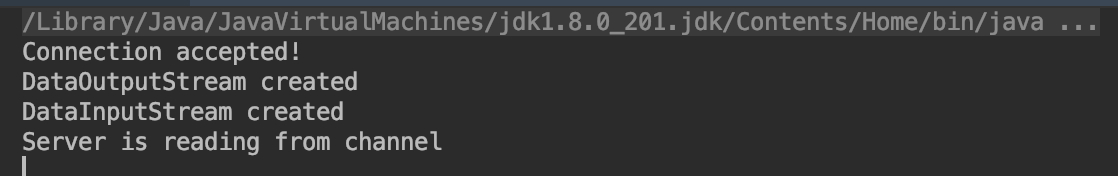 /Library/Java/JavaVirtualMachines/jdk1.8.0_201.jdk/Contents/Home/bin/java ...
Connection accepted!
DataOutputStream created
DataInputStream created
Server is reading from channel